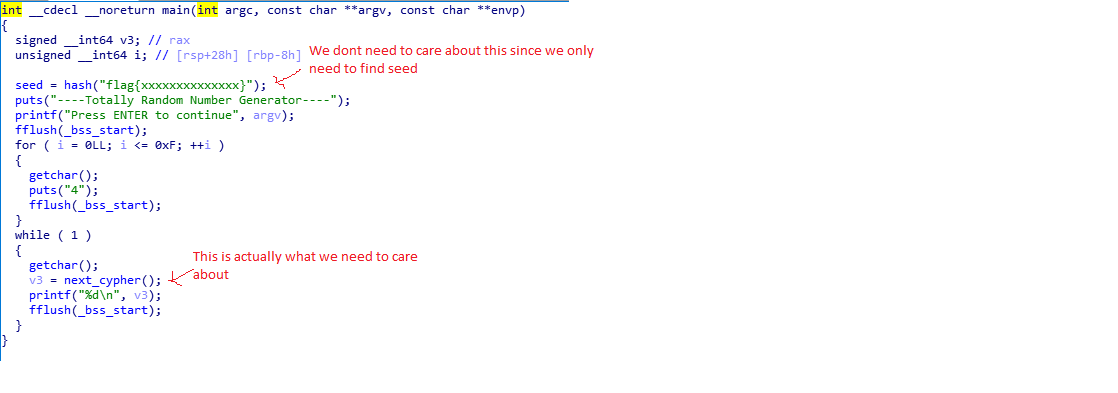 int __cdecl __noreturn main(int argc, const char **argv, const char **envp)
{
signed __int64 v3; // rax
unsigned __int64 i; // [rsp+28h] [rbp-8h]
We dont need to care about this since we only
need to find seed
seed = hash("flag{xxxxxxxxxxxxxx}");
puts("----Totally Random Number Generator----");
printf("Press ENTER to continue", argv);
fflush(_bss_start);
for ( i = 0LL; i <= 0xF; ++i )
{
getchar();
puts("4");
fflush(_bss_start);
}
while ( 1 )
{
This is actually what we need to care
about
getchar();
v3 = next_cypher();
printf("%d\n", v3);
fflush(_bss_start);
}
}